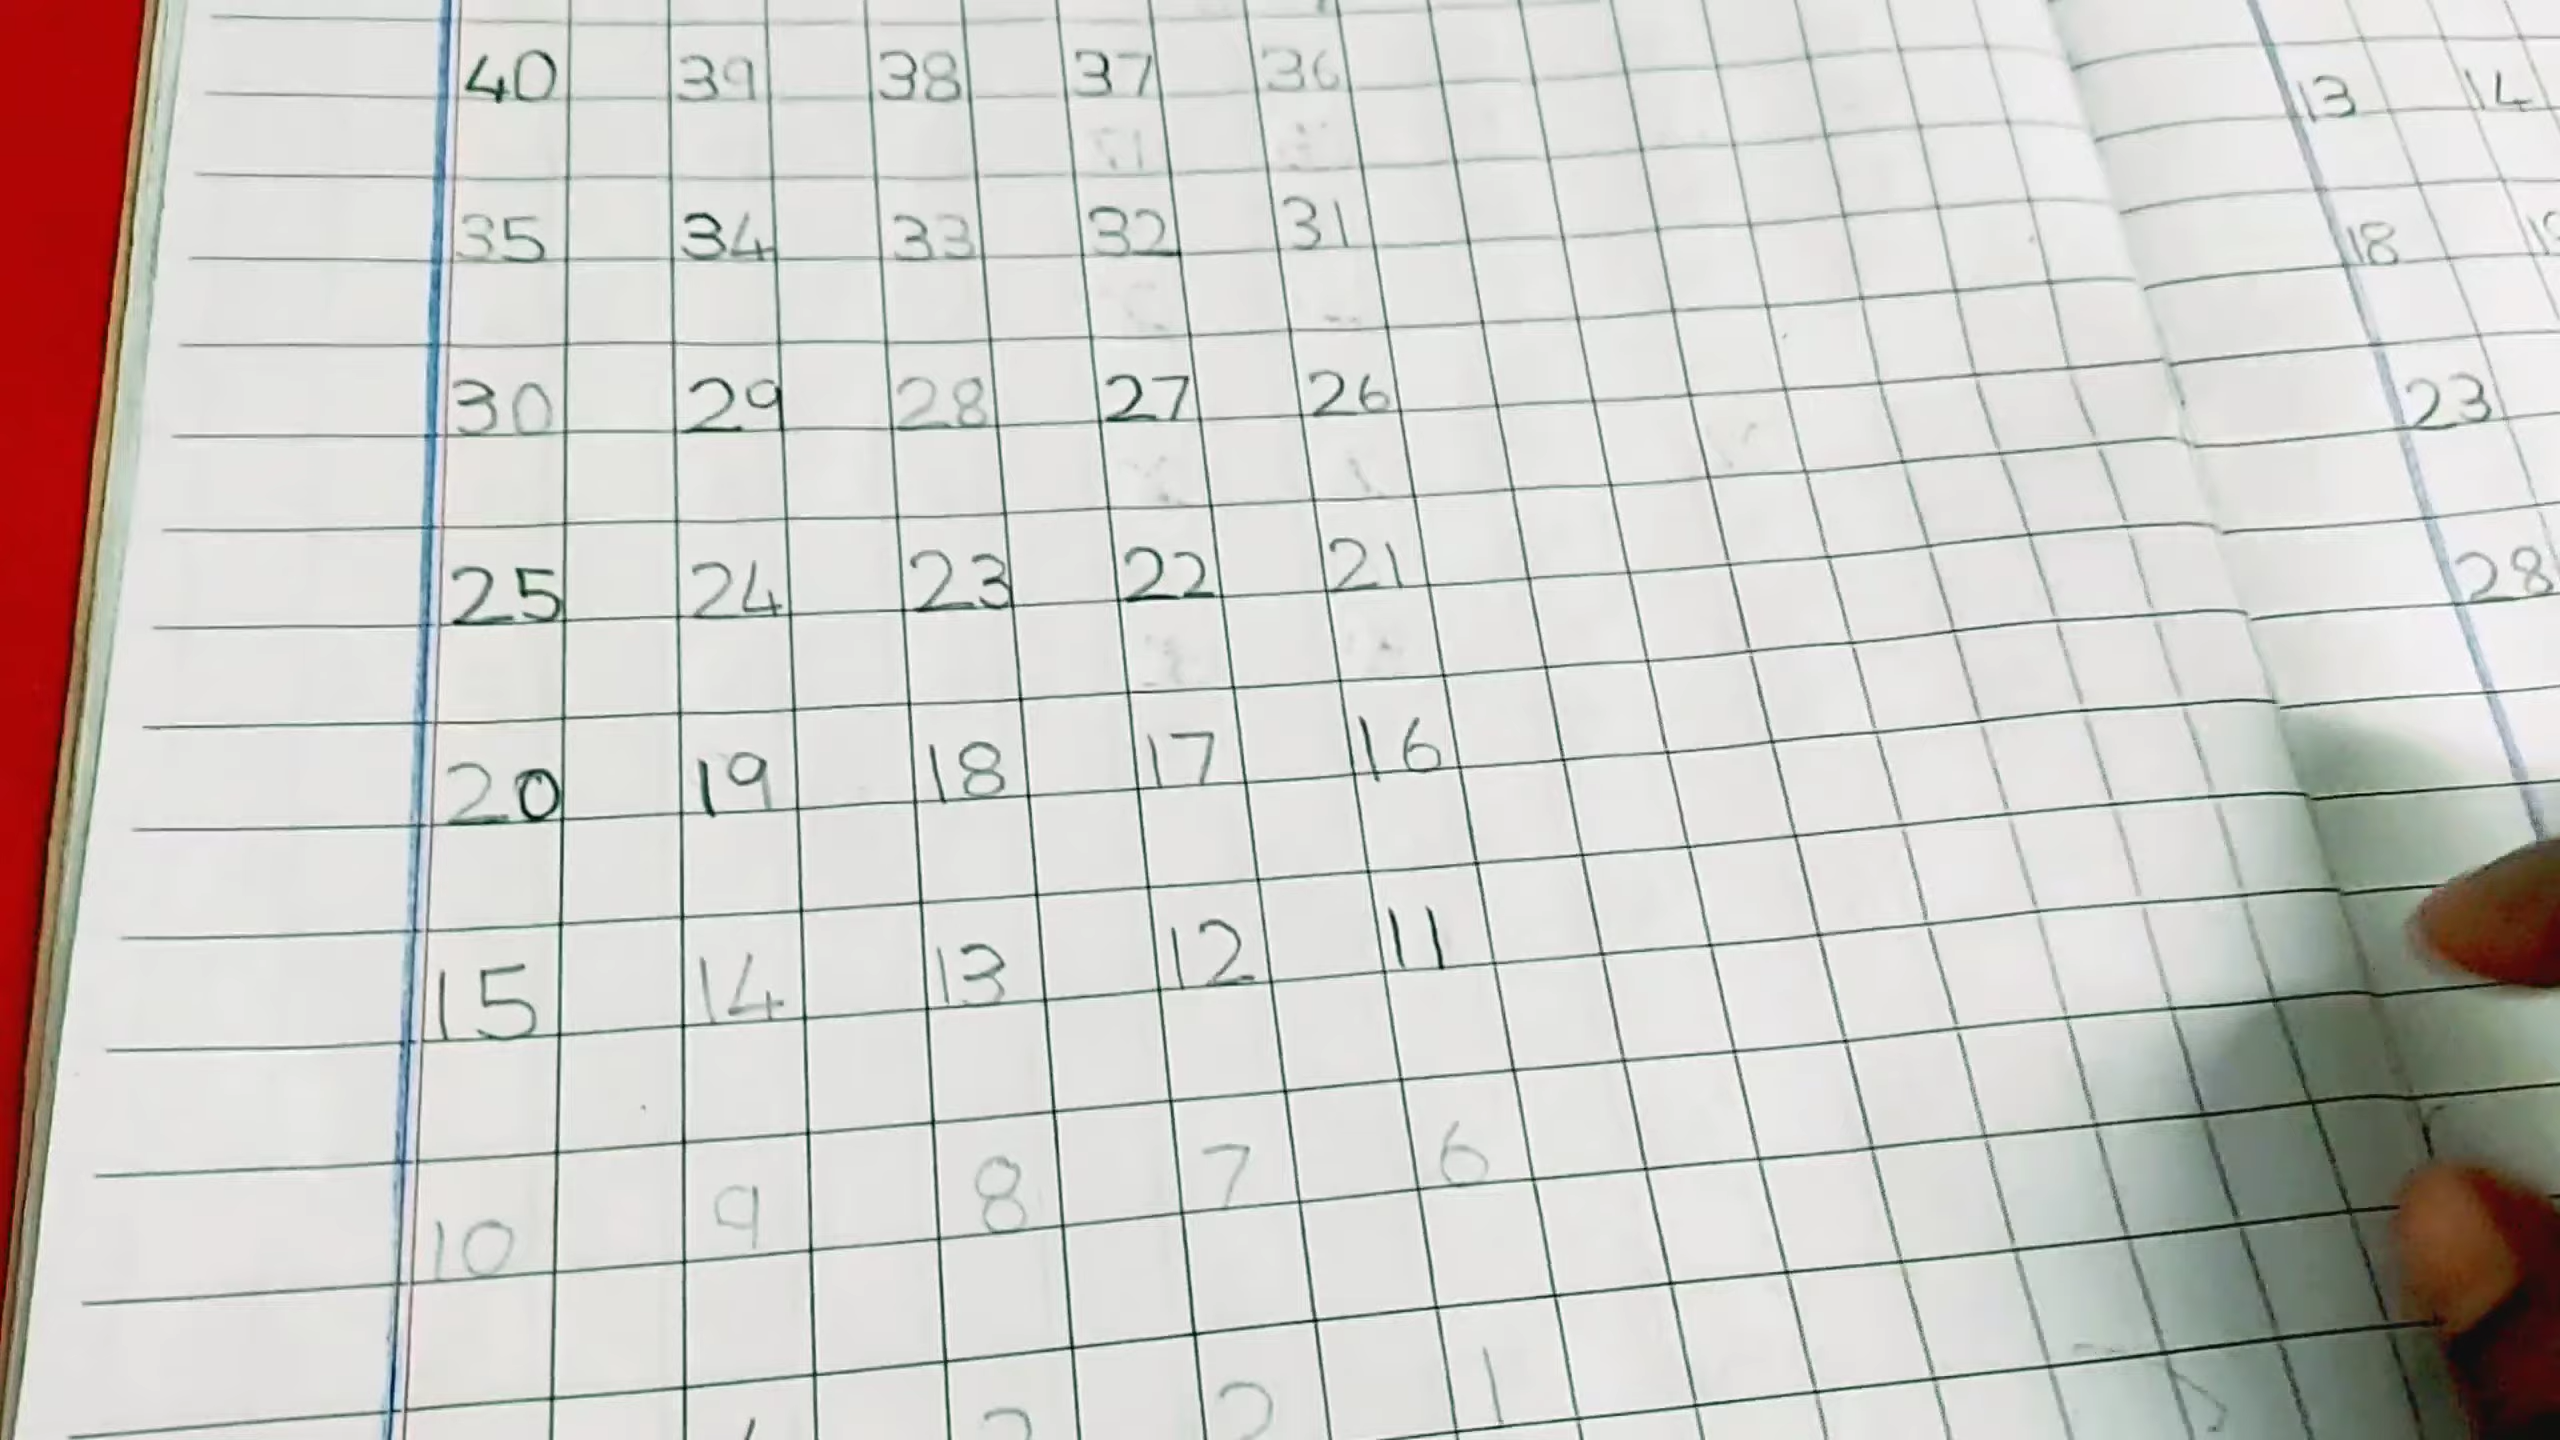 40 39 38 37 36
35 34 33 32 31
30 29 28 27 26
25 24 23 22 21
20 19 18 17 16
15 14 13 12 11
10 9 8 7 6
1
13 14
18
23
28